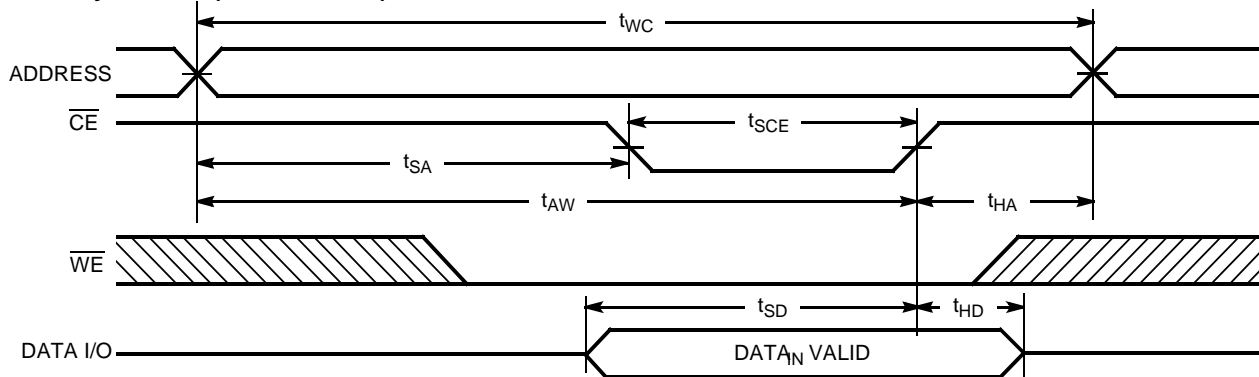 tWC
ADDRESS
CE
tSCE
tSA
tAW
tHA
WE
tSD
tHD
DATA I/O
DATAIN VALID